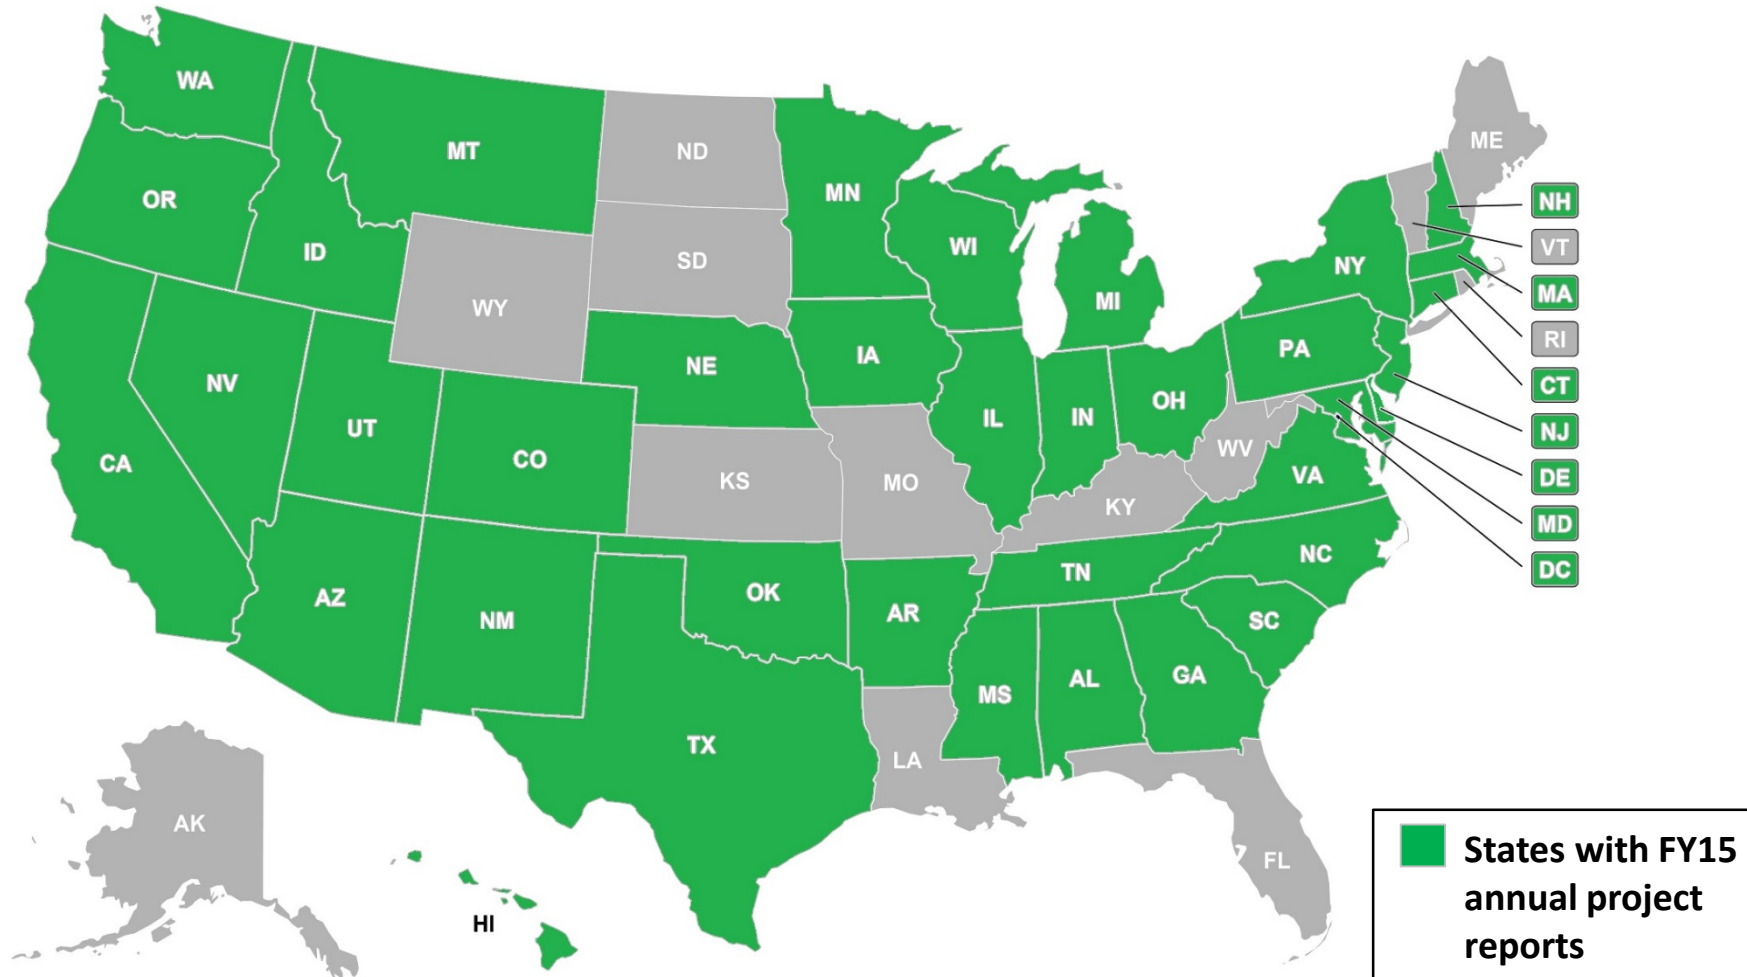 WA
MT
ND
ME
OR
MN
NH
ID
WI
VT
SD
NY
MA
WY
MI
RI
NE
IA
PA
NV
CT
UT
IL
IN
OH
NJ
CA
CO
KS
MO
WV
VA
DE
KY
MD
NC
DC
AZ
NM
OK
AR
TN
SC
MS
AL
GA
TX
LA
AK
FL
HI
States with FY15
annual project
reports